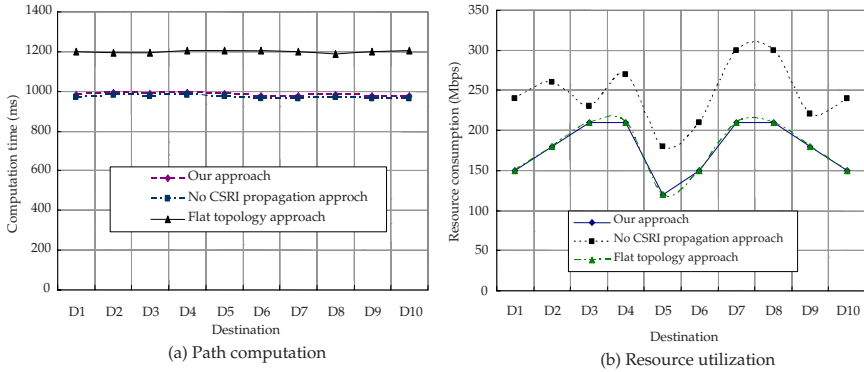 1400
1200
1000
800
600
400
200
0
Computation time (ms)
Our approach
No CSRI propagation approch
Flat topology approach
D1 D2 D3 D4 D5 D6 D7 D8 D9 D10
Destination
(a) Path computation
350
300
250
200
150
100
50
0
Resource consumption (Mbps)
Our approach
No CSRI propagation approach
Flat topology approach
D1 D2 D3 D4 D5 D6 D7 D8 D9 D10
Destination
(b) Resource utilization